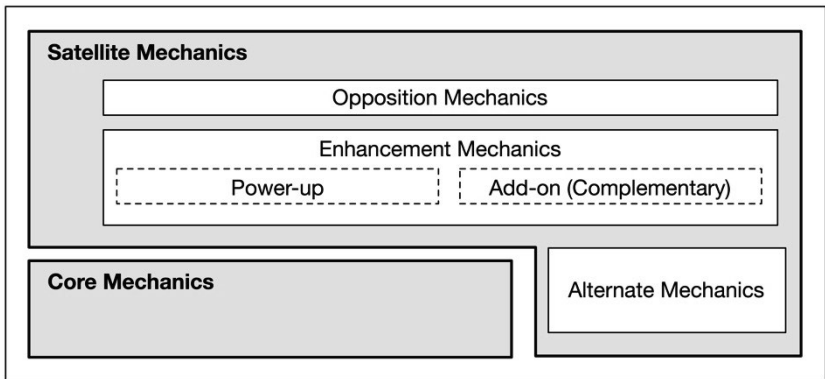 Satellite Mechanics
Opposition Mechanics
Enhancement Mechanics
Power-up
Add-on (Complementary)
Core Mechanics
Alternate Mechanics